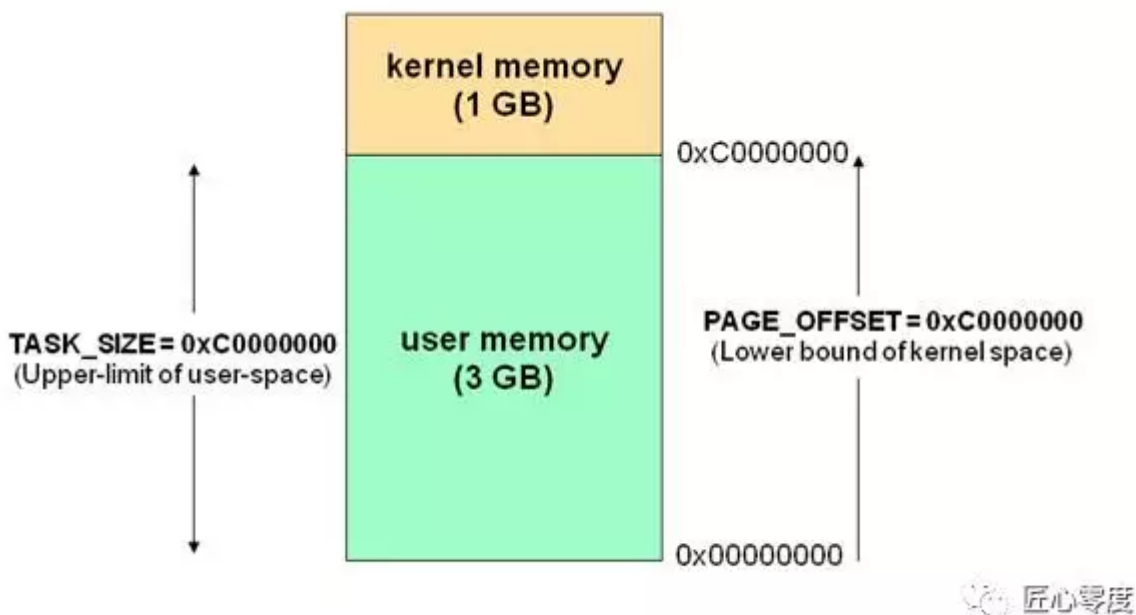 kernel memory
(1 GB)
0xC0000000
TASK_SIZE = 0xC0000000
(Upper-limit of user-space)
user memory
(3 GB)
PAGE_OFFSET = 0xC0000000
(Lower bound of kernel space)
0x00000000
匠心零度